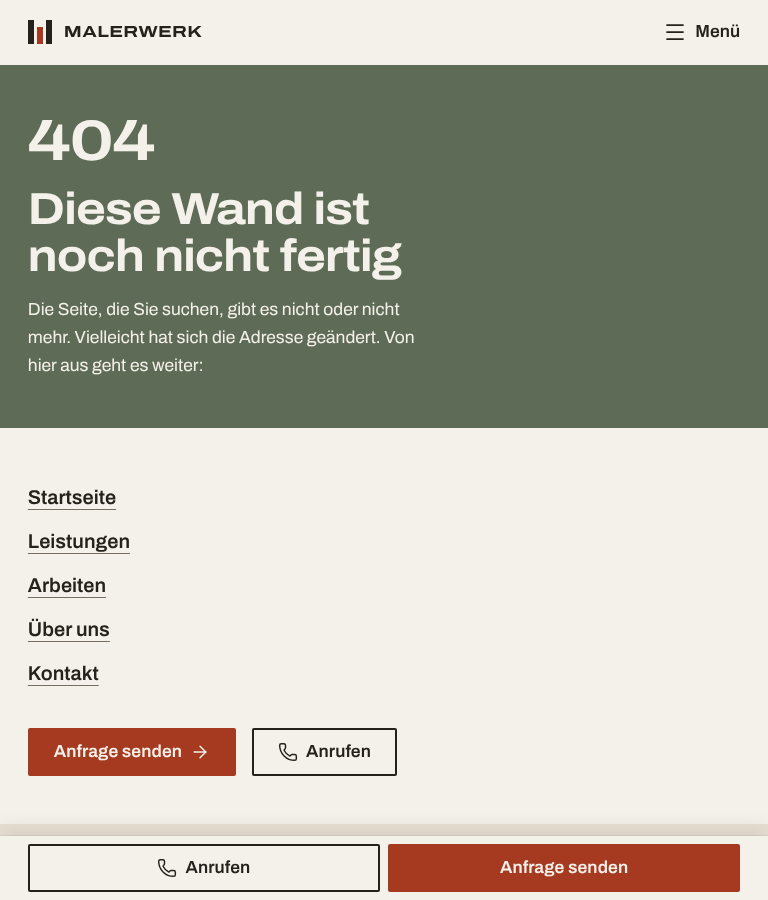 MALERWERK
Menü
404
Diese Wand ist
noch nicht fertig
Die Seite, die Sie suchen, gibt es nicht oder nicht
mehr. Vielleicht hat sich die Adresse geändert. Von
hier aus geht es weiter:
Startseite
Leistungen
Arbeiten
Über uns
Kontakt
Anfrage senden
Anrufen
Anrufen
Anfrage senden